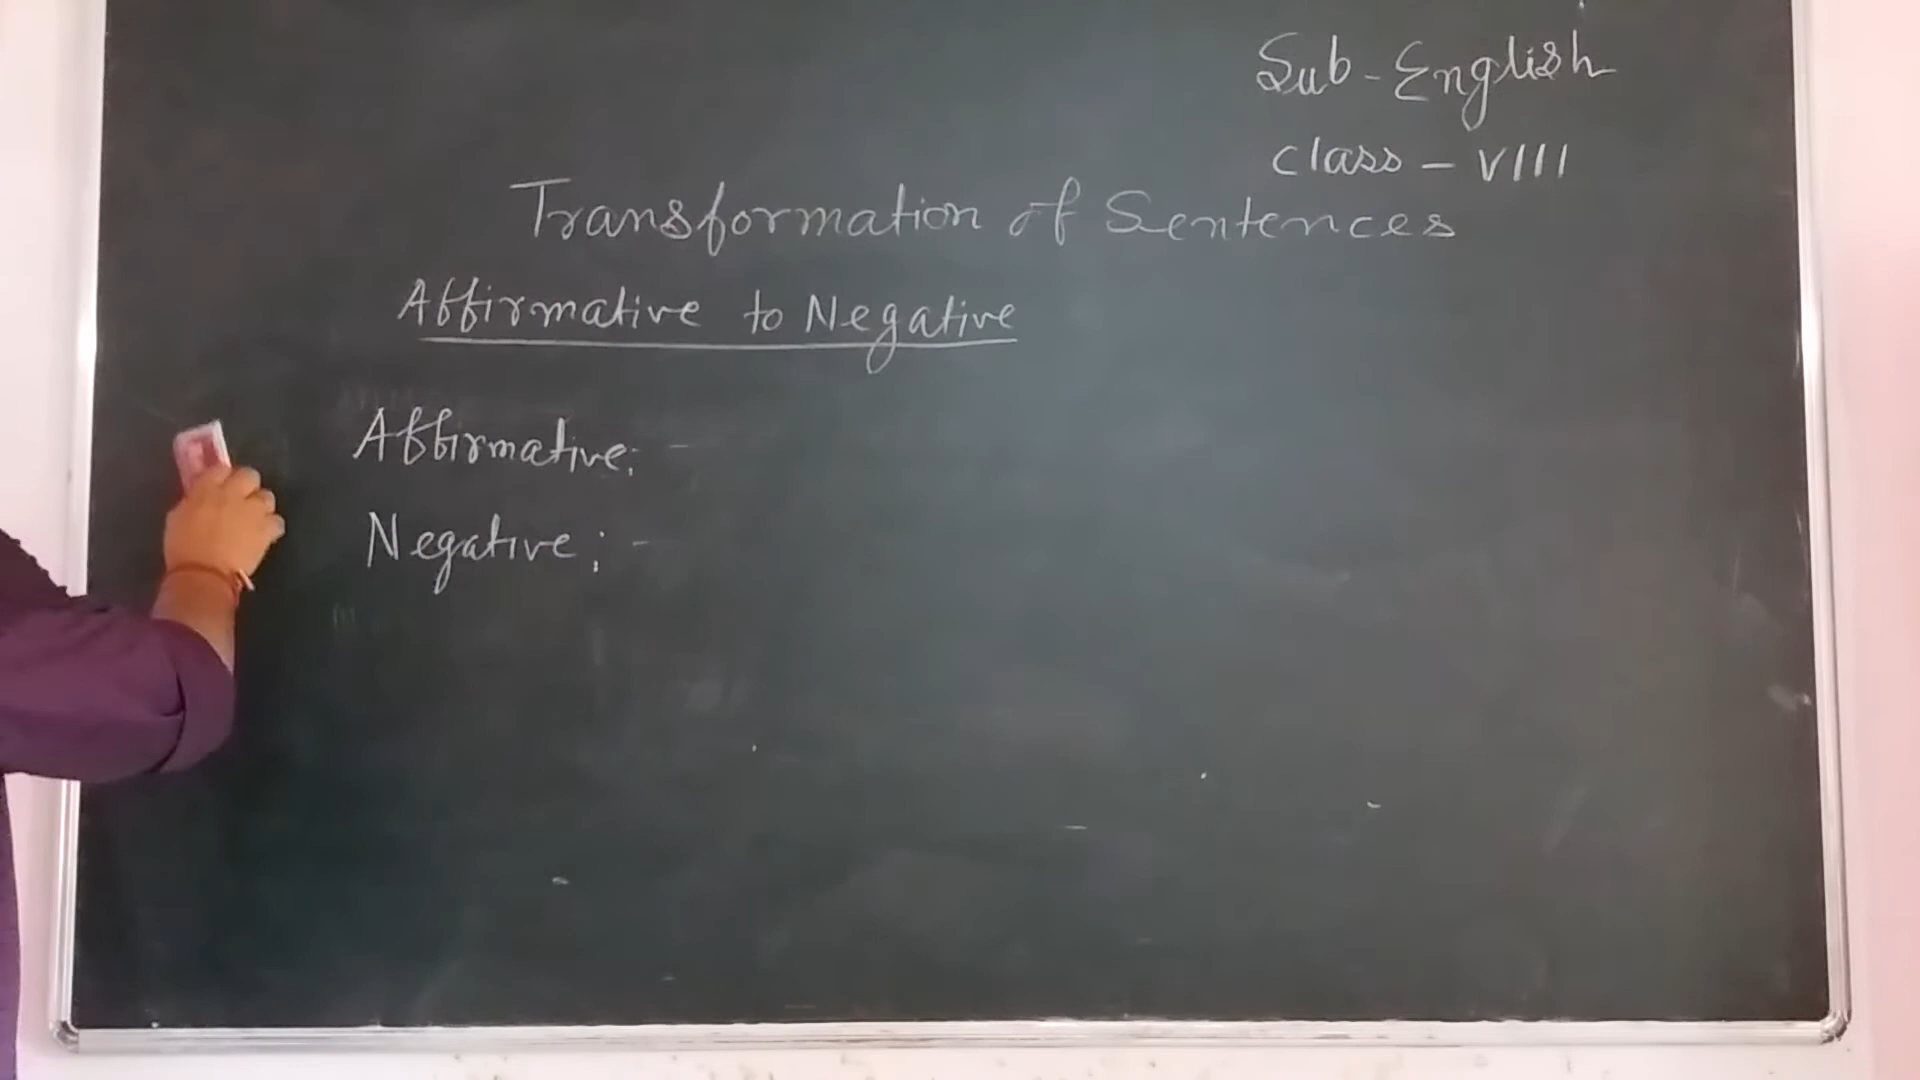 Sub - English
Class - VIII
Transformation of Sentences
Affirmative to Negative
Affirmative: -
Negative: -